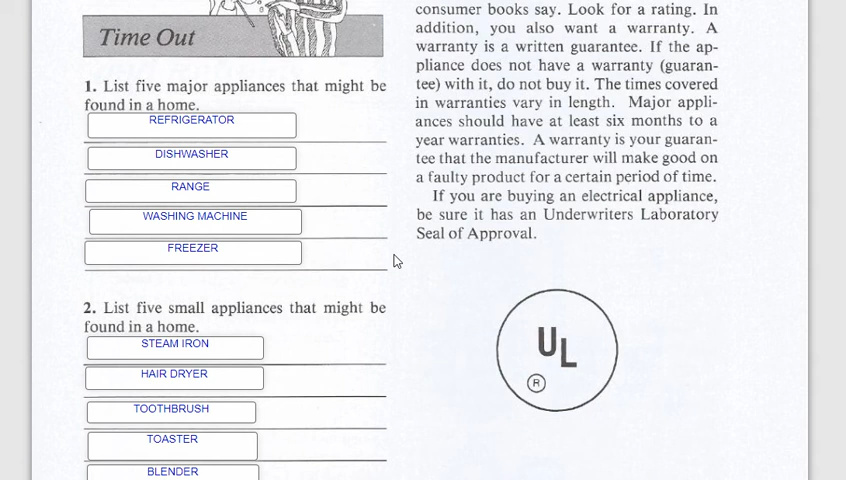 Time Out
1. List five major appliances that might be
found in a home.
REFRIGERATOR
DISHWASHER
RANGE
WASHING MACHINE
FREEZER
2. List five small appliances that might be
found in a home.
STEAM IRON
HAIR DRYER
TOOTHBRUSH
TOASTER
BLENDER
consumer books say. Look for a rating. In
addition, you also want a warranty. A
warranty is a written guarantee. If the ap-
pliance does not have a warranty (guaran-
tee) with it, do not buy it. The times covered
in warranties vary in length. Major appli-
ances should have at least six months to a
year warranties. A warranty is your guaran-
tee that the manufacturer will make good on
a faulty product for a certain period of time.
If you are buying an electrical appliance,
be sure it has an Underwriters Laboratory
Seal of Approval.
UL
®